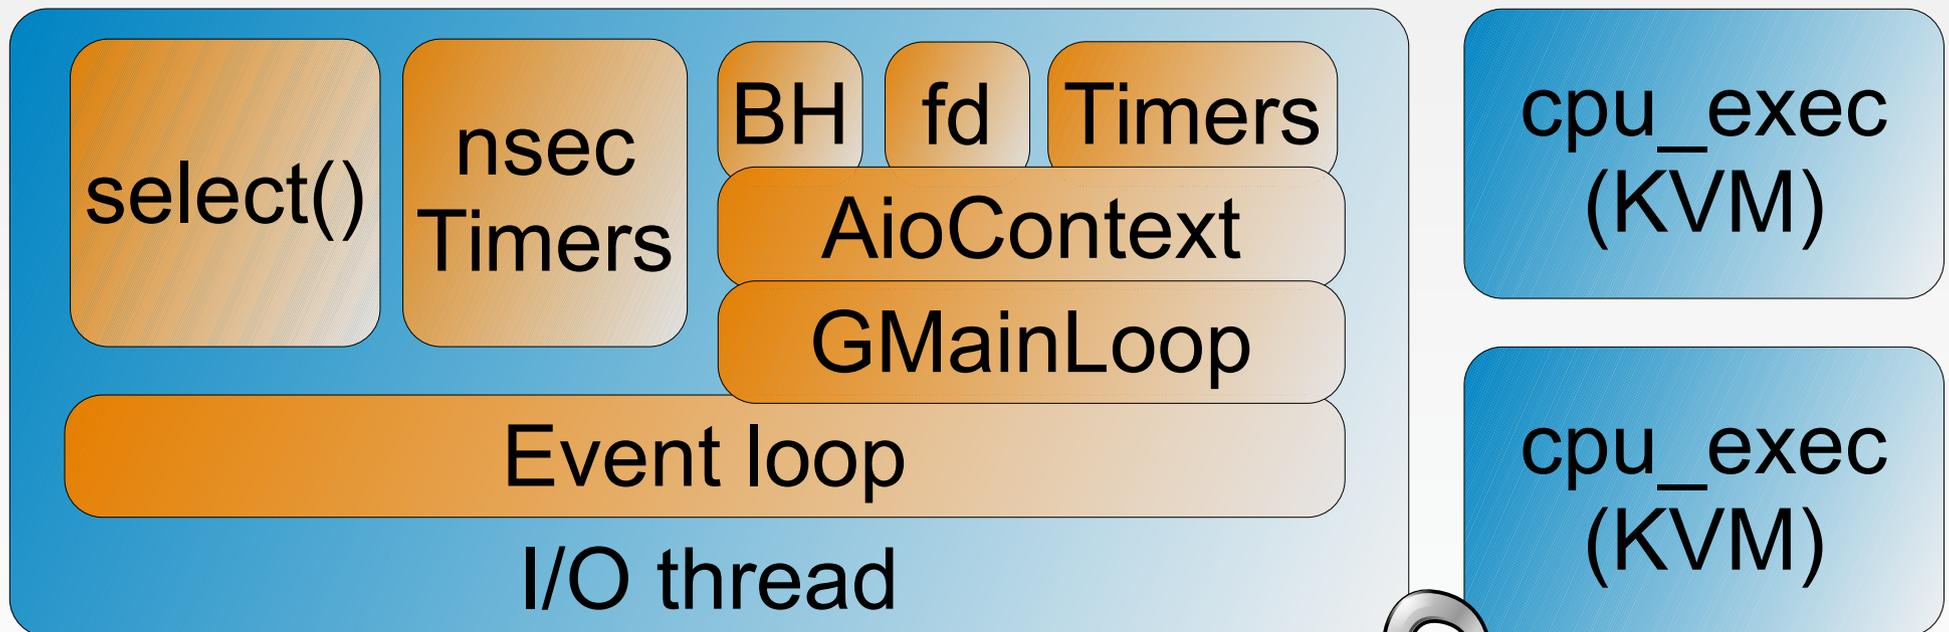 select()
nsec
Timers
BH
fd
Timers
AioContext
GMainLoop
Event loop
I/O thread
cpu_exec
(KVM)
cpu_exec
(KVM)